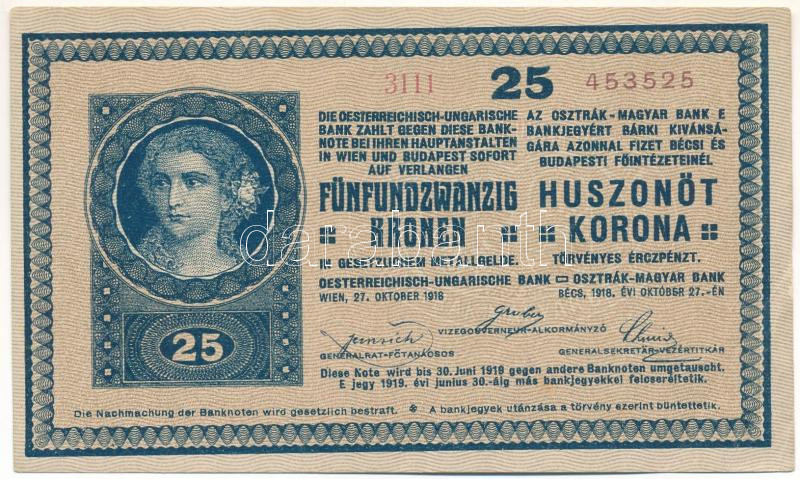 3111 25 453525
DIE OESTERREICHISCH-UNGARISCHE
BANK ZAHLT GEGEN DIESE BANK-
NOTE BEI IHREN HAUPTANSTALTEN
IN WIEN UND BUDAPEST SOFORT
AUF VERLANGEN
FÜNFUNDZWANZIG
KRONEN
IN GESETZLICHEM METALLGELDE.
OESTERREICHISCH-UNGARISCHE BANK
WIEN, 27. OKTOBER 1918
AZ OSZTRÁK-MAGYAR BANK E
BANKJEGYÉRT BÁRKI KIVÁNSÁ-
GÁRA AZONNAL FIZET BÉCSI ÉS
BUDAPESTI FŐINTÉZETEINÉL
HUSZONÖT
KORONA
TÖRVÉNYES ÉRCZPÉNZT.
OSZTRÁK-MAGYAR BANK
BÉCS, 1918. ÉVI OKTÓBER 27.-ÉN
darabanth
Gruber
VIZEGOUVERNEUR-ALKORMÁNYZÓ
GENERALRAT-FŐTANÁCSOS
GENERALSEKRETÄR-VEZÉRTITKÁR
25
Diese Note wird bis 30. Juni 1919 gegen andere Banknoten umgetauscht.
E jegy 1919. évi junius 30.-áig más bankjegyekkel felcseréltetik.
Die Nachmachung der Banknoten wird gesetzlich bestraft. A bankjegyek utánzása a törvény szerint büntettetik.